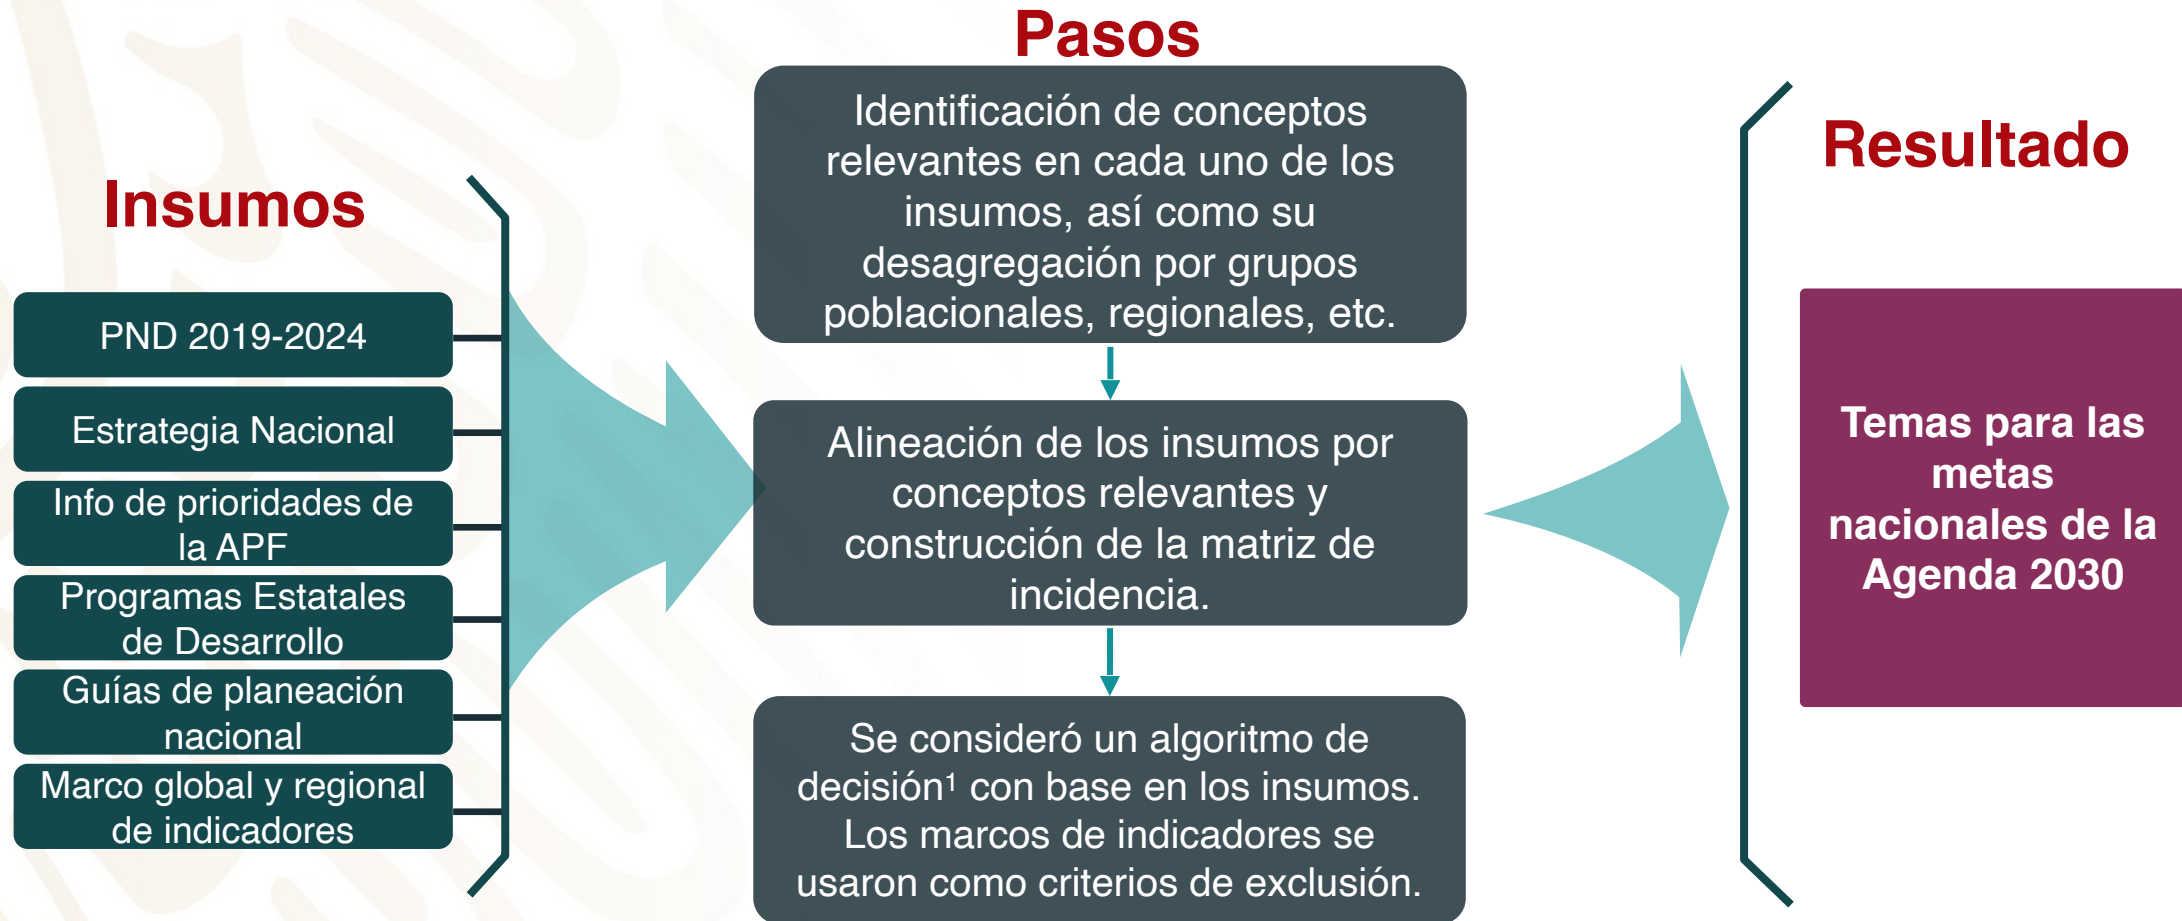 Insumos
PND 2019-2024
Estrategia Nacional
Info de prioridades de
la APF
Programas Estatales
de Desarrollo
Guías de planeación
nacional
Marco global y regional
de indicadores
Pasos
Identificación de conceptos
relevantes en cada uno de los
insumos, así como su
desagregación por grupos
poblacionales, regionales, etc.
Alineación de los insumos por
conceptos relevantes y
construcción de la matriz de
incidencia.
Se consideró un algoritmo de
decisión¹ con base en los insumos.
Los marcos de indicadores se
usaron como criterios de exclusión.
Resultado
Temas para las
metas
nacionales de la
Agenda 2030